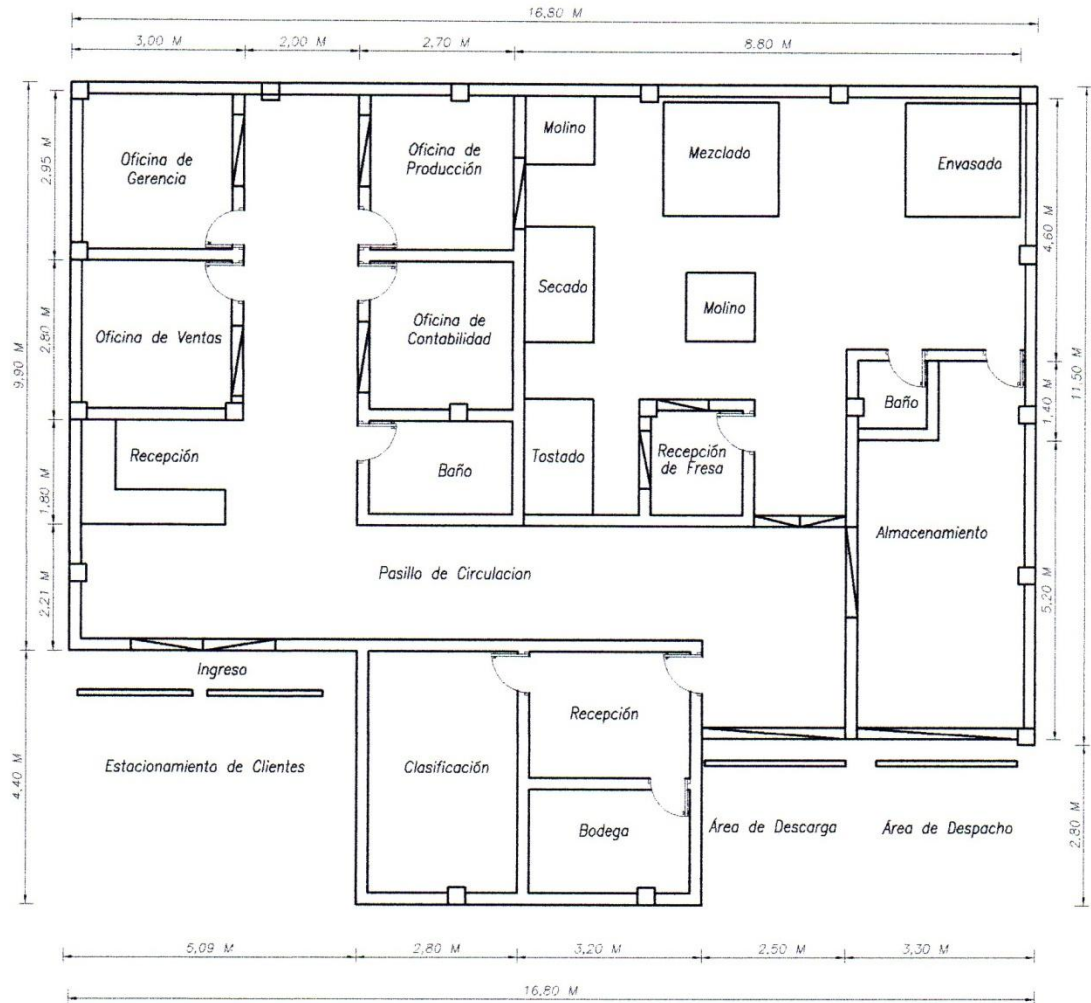 16,80 M
3,00 M
2,00 M
2,70 M
8.80 M
Molino
Mezclado
Envasado
Oficina de
Gerencia
Oficina de
Producción
2,95 M
4,60 M
Secado
Molino
Oficina de Ventas
Oficina de
Contabilidad
2,80 M
9,90 M
11,50 M
Baño
1,40 M
Recepción
Baño
Tostado
Recepción
de Fresa
1,80 M
Almacenamiento
Pasillo de Circulacion
2,21 M
5,20 M
Ingreso
Recepción
Estacionamiento de Clientes
Clasificación
4,40 M
Bodega
Área de Descarga
Área de Despacho
2,80 M
5,09 M
2,80 M
3,20 M
2.50 M
3,30 M
16,80 M